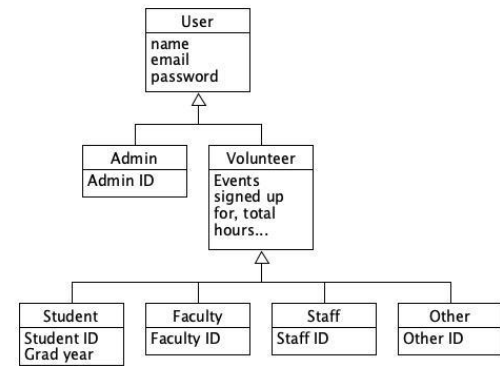 User
name
email
password
Admin
Admin ID
Volunteer
Events
signed up
for, total
hours...
Student
Student ID
Grad year
Faculty
Faculty ID
Staff
Staff ID
Other
Other ID